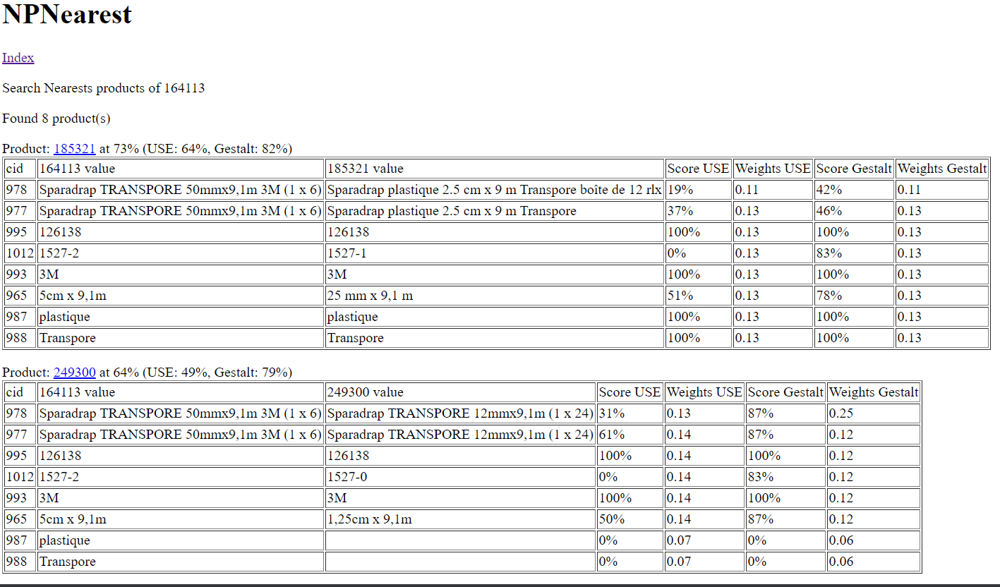 NPNearest
Index
Search Nearests products of 164113
Found 8 product(s)
Product: 185321 at 73% (USE: 64%, Gestalt: 82%)
cid 164113 value 185321 value Score USE Weights USE Score Gestalt Weights Gestalt
978 Sparadrap TRANSPORE 50mmx9,1m 3M (1 x 6) Sparadrap plastique 2.5 cm x 9 m Transpore boîte de 12 rlx 19% 0.11 42% 0.11
977 Sparadrap TRANSPORE 50mmx9,1m 3M (1 x 6) Sparadrap plastique 2.5 cm x 9 m Transpore 37% 0.13 46% 0.13
995 126138 126138 100% 0.13 100% 0.13
1012 1527-2 1527-1 0% 0.13 83% 0.13
993 3M 3M 100% 0.13 100% 0.13
965 5cm x 9,1m 25 mm x 9,1 m 51% 0.13 78% 0.13
987 plastique plastique 100% 0.13 100% 0.13
988 Transpore Transpore 100% 0.13 100% 0.13
Product: 249300 at 64% (USE: 49%, Gestalt: 79%)
cid 164113 value 249300 value Score USE Weights USE Score Gestalt Weights Gestalt
978 Sparadrap TRANSPORE 50mmx9,1m 3M (1 x 6) Sparadrap TRANSPORE 12mmx9,1m (1 x 24) 31% 0.13 87% 0.25
977 Sparadrap TRANSPORE 50mmx9,1m 3M (1 x 6) Sparadrap TRANSPORE 12mmx9,1m (1 x 24) 61% 0.14 87% 0.12
995 126138 126138 100% 0.14 100% 0.12
1012 1527-2 1527-0 0% 0.14 83% 0.12
993 3M 3M 100% 0.14 100% 0.12
965 5cm x 9,1m 1,25cm x 9,1m 50% 0.14 87% 0.12
987 plastique 0% 0.07 0% 0.06
988 Transpore 0% 0.07 0% 0.06